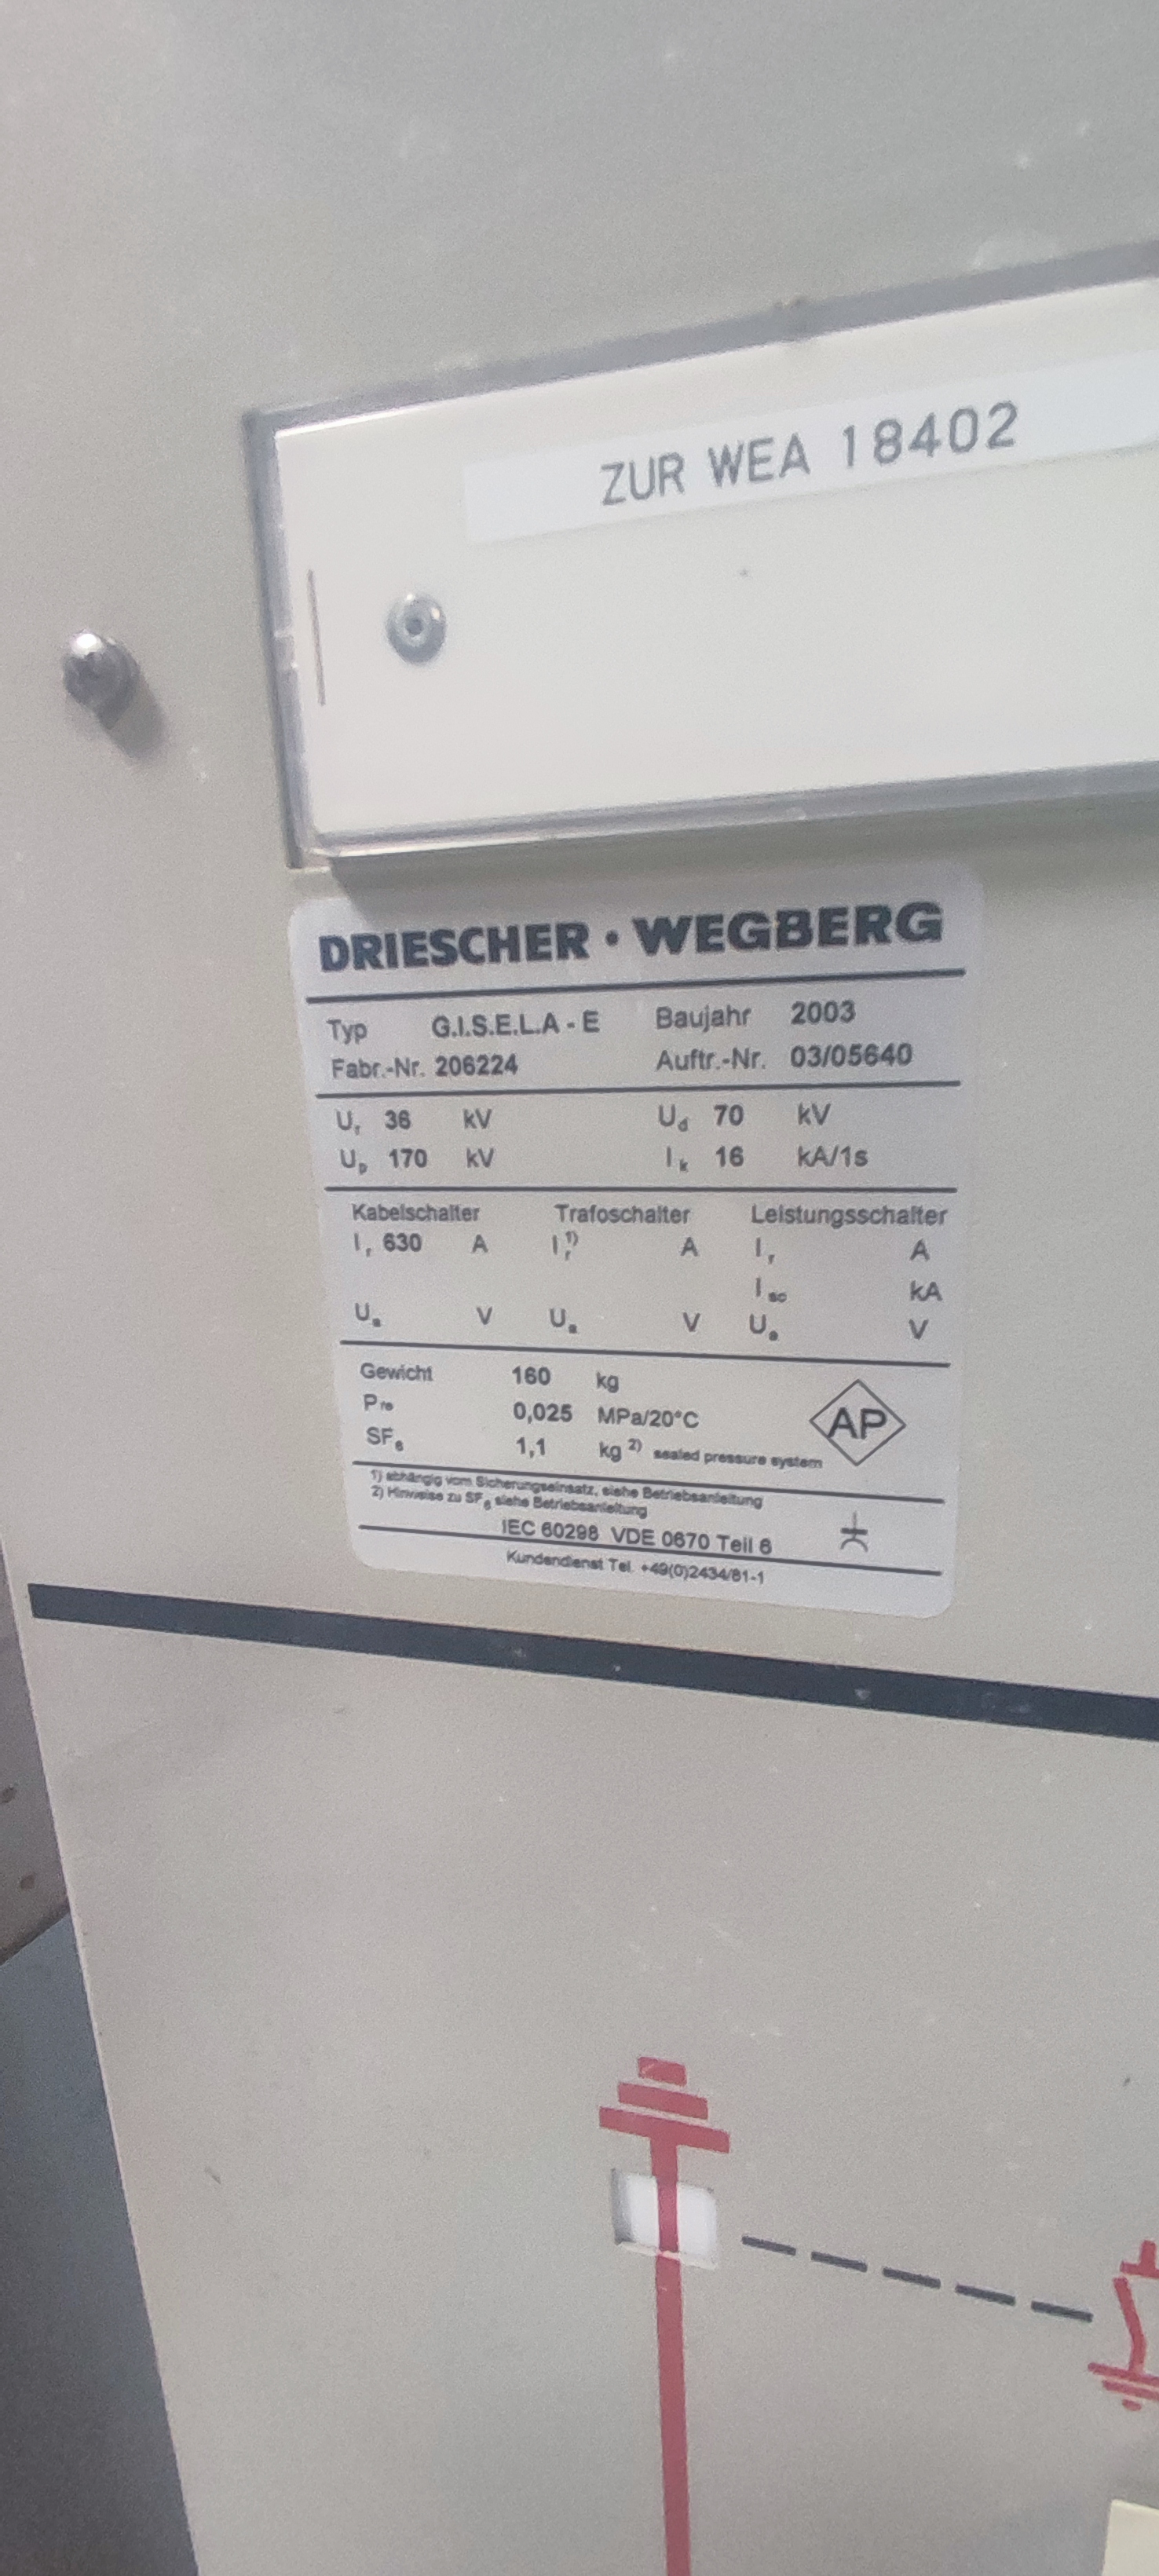 ZUR WEA 18402
DRIESCHER • WEGBERG
Typ G.I.S.E.L.A - E Baujahr 2003
Fabr.-Nr. 206224 Auftr.-Nr. 03/05640
Ur 36 kV Ud 70 kV
Up 170 kV Ik 16 kA/1s
Kabelschalter Trafoschalter Leistungsschalter
Ir 630 A Ir1) A Ir A
Isc kA
Ua V Ua V Ua V
Gewicht 160 kg
Pre 0,025 MPa/20°C
SF6 1,1 kg 2) sealed pressure system
AP
1) abhängig vom Sicherungseinsatz, siehe Betriebsanleitung
2) Hinweise zu SF6 siehe Betriebsanleitung
IEC 60298 VDE 0670 Teil 6
Kundendienst Tel. +49(0)2434/81-1